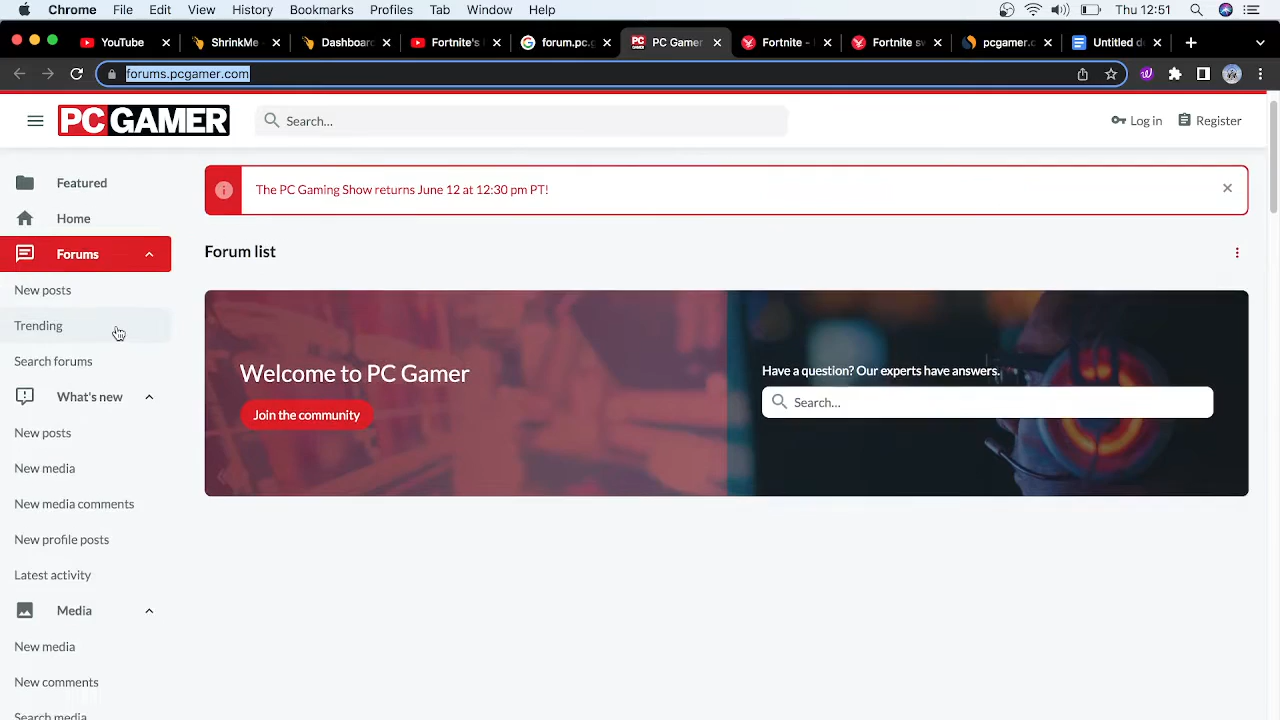 Chrome File Edit View History Bookmarks Profiles Tab Window Help Thu 12:51
YouTube ShrinkMe Dashboar Fortnite's forum.pc.g PC Gamer Fortnite - Fortnite sv pcgamer.c Untitled d
forums.pcgamer.com
PC GAMER Search... Log in Register
Featured
Home
Forums
New posts
Trending
Search forums
What's new
New posts
New media
New media comments
New profile posts
Latest activity
Media
New media
New comments
Search media
The PC Gaming Show returns June 12 at 12:30 pm PT!
Forum list
Welcome to PC Gamer
Join the community
Have a question? Our experts have answers.
Search...